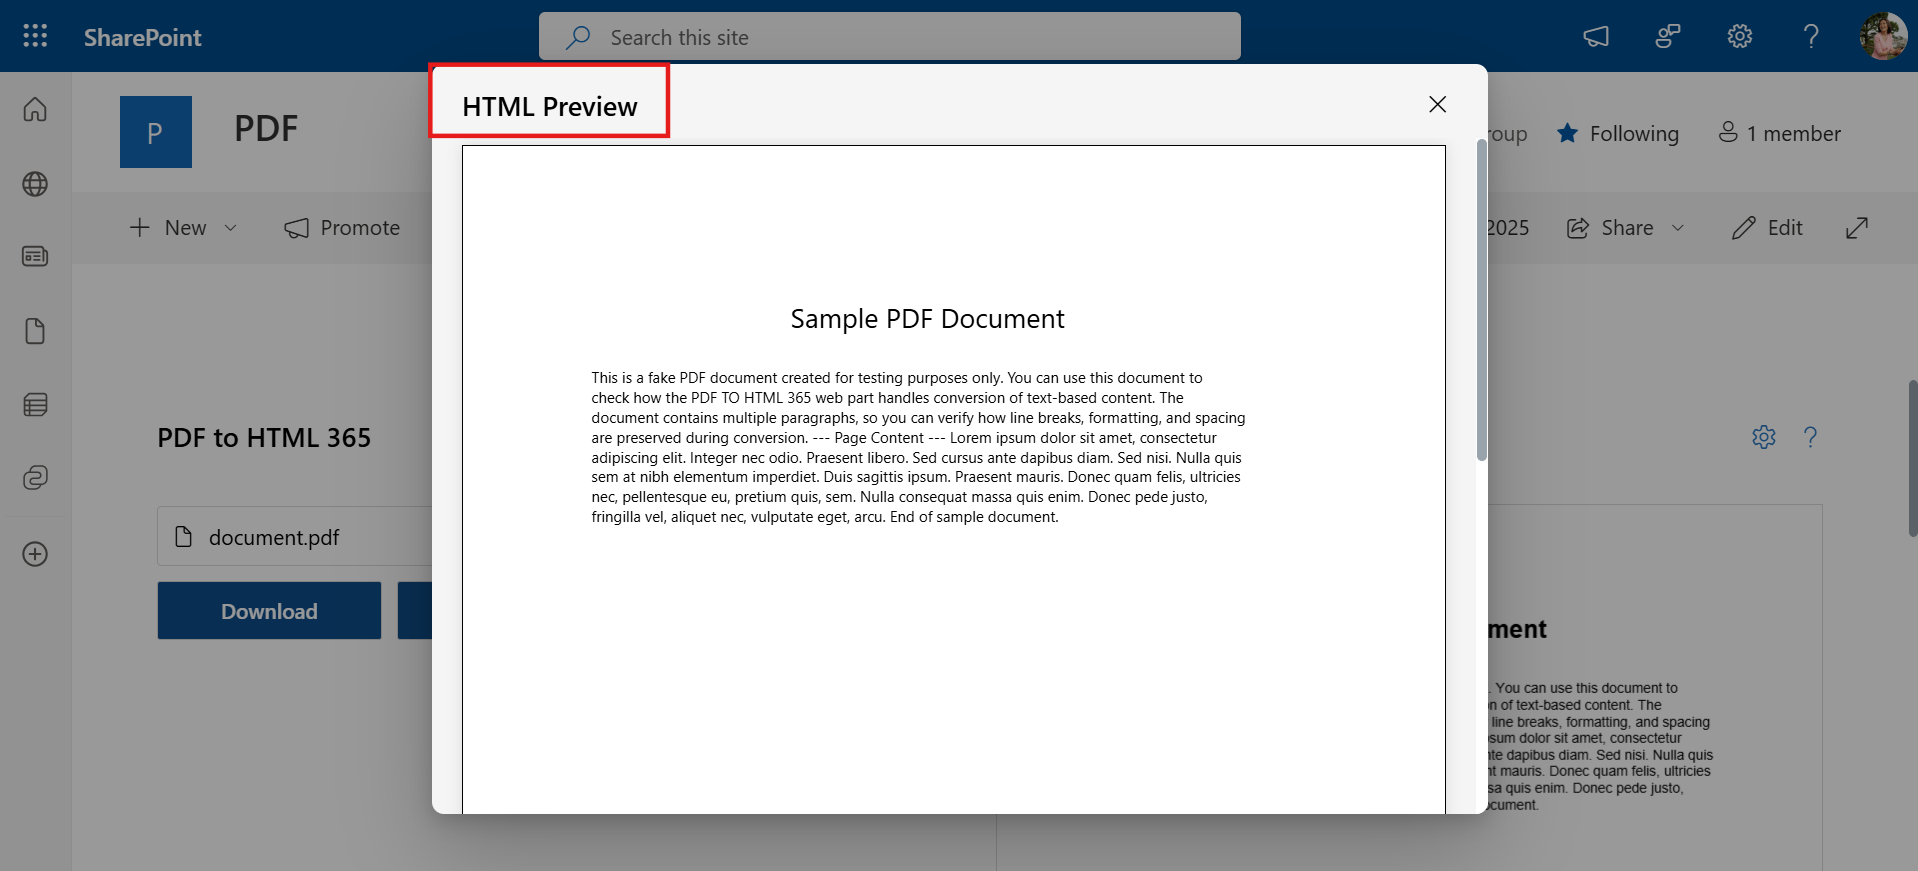 SharePoint
Search this site
HTML Preview
P
PDF
Following
1 member
New
Promote
2025
Share
Edit
Sample PDF Document
This is a fake PDF document created for testing purposes only. You can use this document to
check how the PDF TO HTML 365 web part handles conversion of text-based content. The
document contains multiple paragraphs, so you can verify how line breaks, formatting, and spacing
are preserved during conversion. --- Page Content --- Lorem ipsum dolor sit amet, consectetur
adipiscing elit. Integer nec odio. Praesent libero. Sed cursus ante dapibus diam. Sed nisi. Nulla quis
sem at nibh elementum imperdiet. Duis sagittis ipsum. Praesent mauris. Donec quam felis, ultricies
nec, pellentesque eu, pretium quis, sem. Nulla consequat massa quis enim. Donec pede justo,
fringilla vel, aliquet nec, vulputate eget, arcu. End of sample document.
PDF to HTML 365
document.pdf
Download
ment
. You can use this document to
n of text-based content. The
line breaks, formatting, and spacing
sum dolor sit amet, consectetur
dapibus diam. Sed nisi. Nulla quis
mauris. Donec quam felis, ultricies
quis enim. Donec pede justo,
cument.